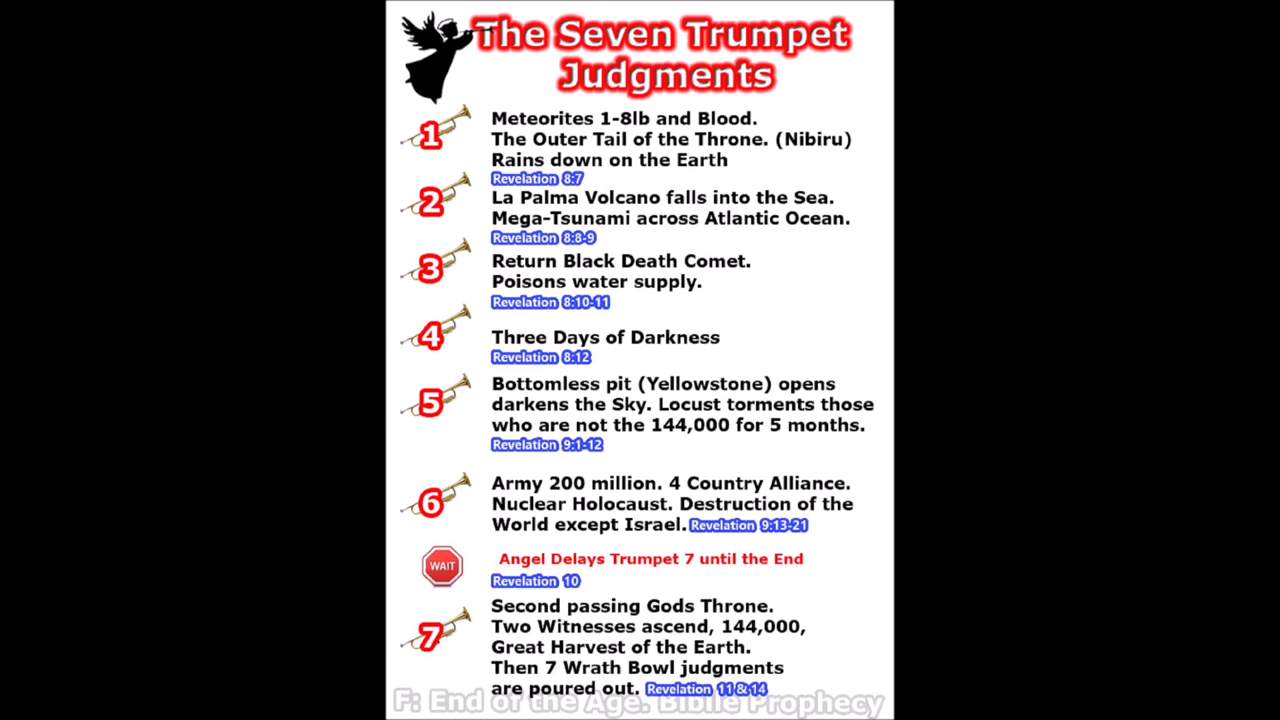 The Seven Trumpet
Judgments
1
Meteorites 1-8lb and Blood.
The Outer Tail of the Throne. (Nibiru)
Rains down on the Earth
Revelation 8:7
2
La Palma Volcano falls into the Sea.
Mega-Tsunami across Atlantic Ocean.
Revelation 8:8-9
3
Return Black Death Comet.
Poisons water supply.
Revelation 8:10-11
4
Three Days of Darkness
Revelation 8:12
5
Bottomless pit (Yellowstone) opens
darkens the Sky. Locust torments those
who are not the 144,000 for 5 months.
Revelation 9:1-12
6
Army 200 million. 4 Country Alliance.
Nuclear Holocaust. Destruction of the
World except Israel. Revelation 9:13-21
WAIT
Angel Delays Trumpet 7 until the End
Revelation 10
7
Second passing Gods Throne.
Two Witnesses ascend, 144,000,
Great Harvest of the Earth.
Then 7 Wrath Bowl judgments
are poured out. Revelation 11 & 14
F: End of the Age. Bibile Prophecy